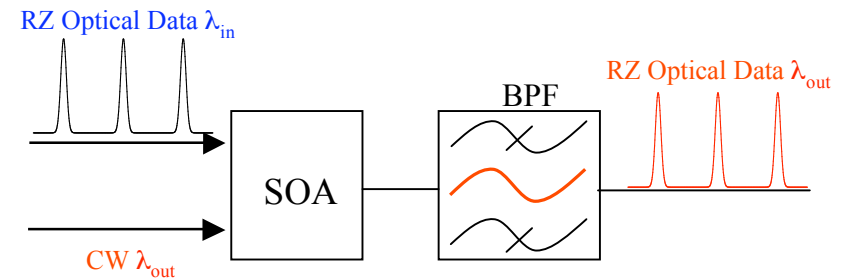 RZ Optical Data λin
RZ Optical Data λout
BPF
SOA
CW λout